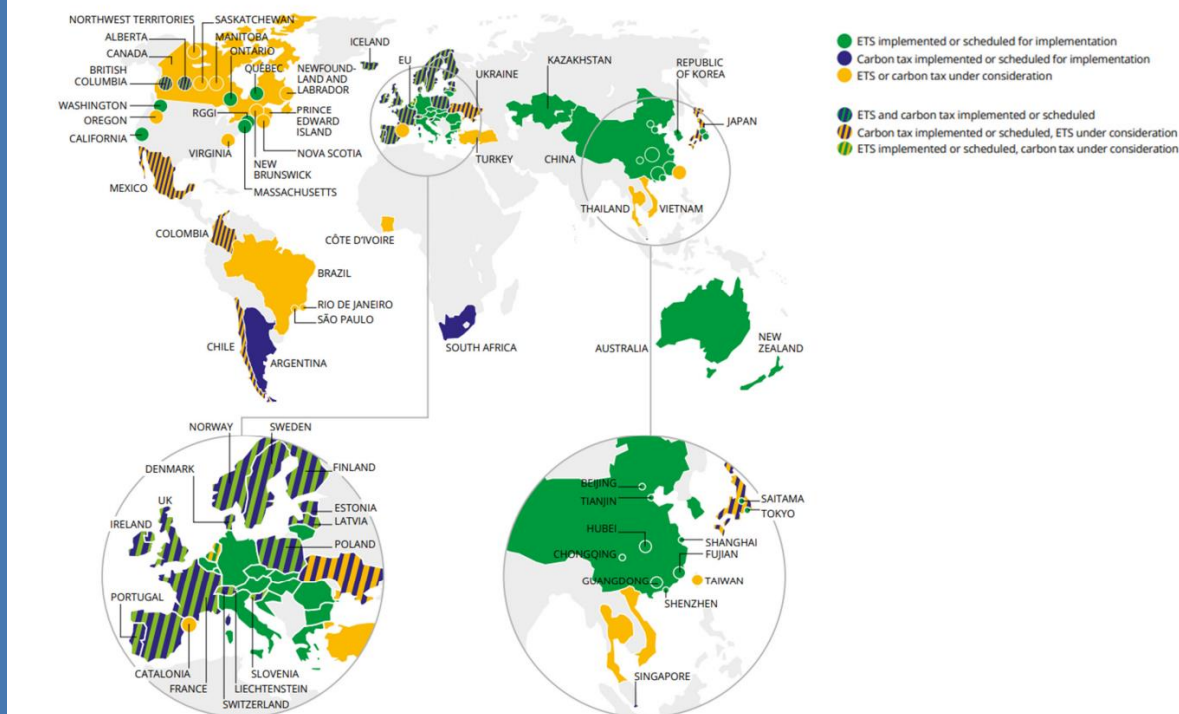 NORTHWEST TERRITORIES
SASKATCHEWAN
ALBERTA
MANITOBA
CANADA
ONTARIO
BRITISH
COLUMBIA
QUÉBEC
NEWFOUND-
LAND AND
LABRADOR
WASHINGTON
OREGON
CALIFORNIA
RGGI
PRINCE
EDWARD
ISLAND
VIRGINIA
NOVA SCOTIA
NEW
BRUNSWICK
MASSACHUSETTS
MEXICO
ICELAND
EU
UKRAINE
TURKEY
KAZAKHSTAN
REPUBLIC
OF KOREA
JAPAN
CHINA
THAILAND
VIETNAM
COLOMBIA
CÔTE D'IVOIRE
BRAZIL
RIO DE JANEIRO
SÃO PAULO
CHILE
ARGENTINA
SOUTH AFRICA
AUSTRALIA
NEW
ZEALAND
ETS implemented or scheduled for implementation
Carbon tax implemented or scheduled for implementation
ETS or carbon tax under consideration
ETS and carbon tax implemented or scheduled
Carbon tax implemented or scheduled, ETS under consideration
ETS implemented or scheduled, carbon tax under consideration
NORWAY
SWEDEN
DENMARK
FINLAND
UK
ESTONIA
LATVIA
IRELAND
POLAND
PORTUGAL
CATALONIA
SLOVENIA
FRANCE
LIECHTENSTEIN
SWITZERLAND
BEIJING
TIANJIN
SAITAMA
TOKYO
HUBEI
SHANGHAI
CHONGQING
FUJIAN
GUANGDONG
TAIWAN
SHENZHEN
SINGAPORE